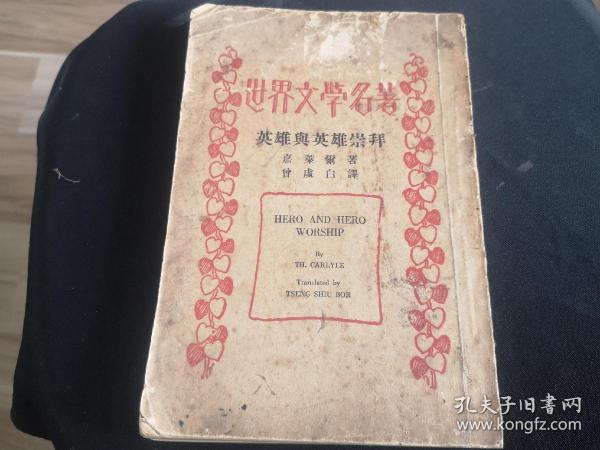 世界文學名著
英雄與英雄崇拜
嘉萊爾著
曾虛白譯
HERO AND HERO
WORSHIP
By
TH. CARLYLE
Translated by
TSENG SHIU BOR
孔夫子旧书网
www.kongfz.com